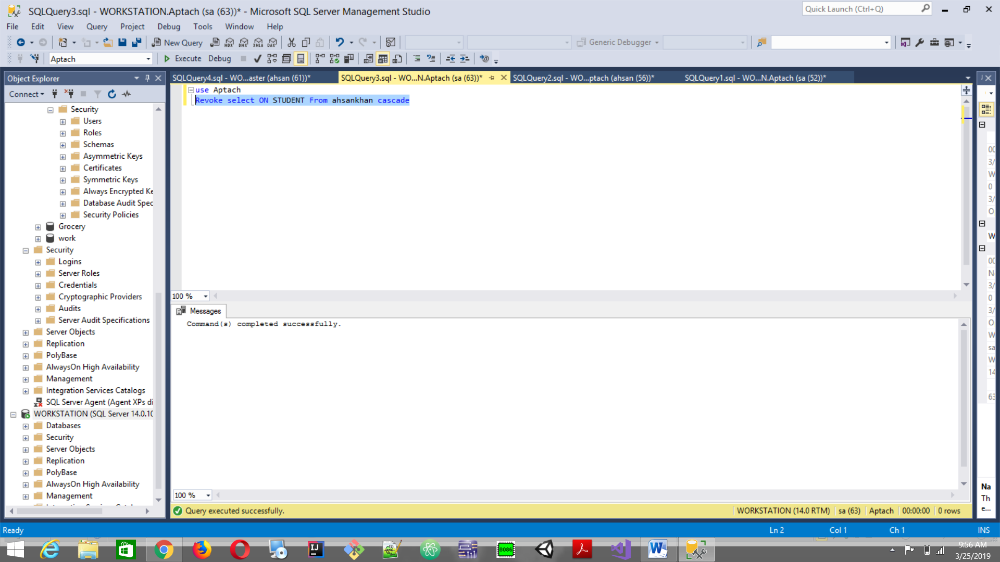 SQLQuery3.sql - WORKSTATION.Aptach (sa (63))* - Microsoft SQL Server Management Studio
Quick Launch (Ctrl+Q)
File Edit View Query Project Debug Tools Window Help
New Query
MDX DMX XMLA DAX
Generic Debugger
Aptach
Execute Debug
Object Explorer
Connect
Security
Users
Roles
Schemas
Asymmetric Keys
Certificates
Symmetric Keys
Always Encrypted Ke
Database Audit Spec
Security Policies
Grocery
work
Security
Logins
Server Roles
Credentials
Cryptographic Providers
Audits
Server Audit Specifications
Server Objects
Replication
PolyBase
AlwaysOn High Availability
Management
Integration Services Catalogs
SQL Server Agent (Agent XPs di
WORKSTATION (SQL Server 14.0.10
Databases
Security
Server Objects
Replication
PolyBase
AlwaysOn High Availability
Management
SQLQuery4.sql - WO...aster (ahsan (61))*
SQLQuery3.sql - WO...N.Aptach (sa (63))*
SQLQuery2.sql - WO...ptach (ahsan (56))*
SQLQuery1.sql - WO...N.Aptach (sa (52))*
use Aptach
Revoke select ON STUDENT From ahsankhan cascade
100 %
Messages
Command(s) completed successfully.
100 %
Query executed successfully.
WORKSTATION (14.0 RTM) sa (63) Aptach 00:00:00 0 rows
00
3/
W
0
3/
O
W
00
N
3/
0
3/
O
W
sa
W
14
63
Na
Th
e...
Ready
Ln 2 Col 1 Ch 1 INS
IJ
8086
9:56 AM
3/25/2019